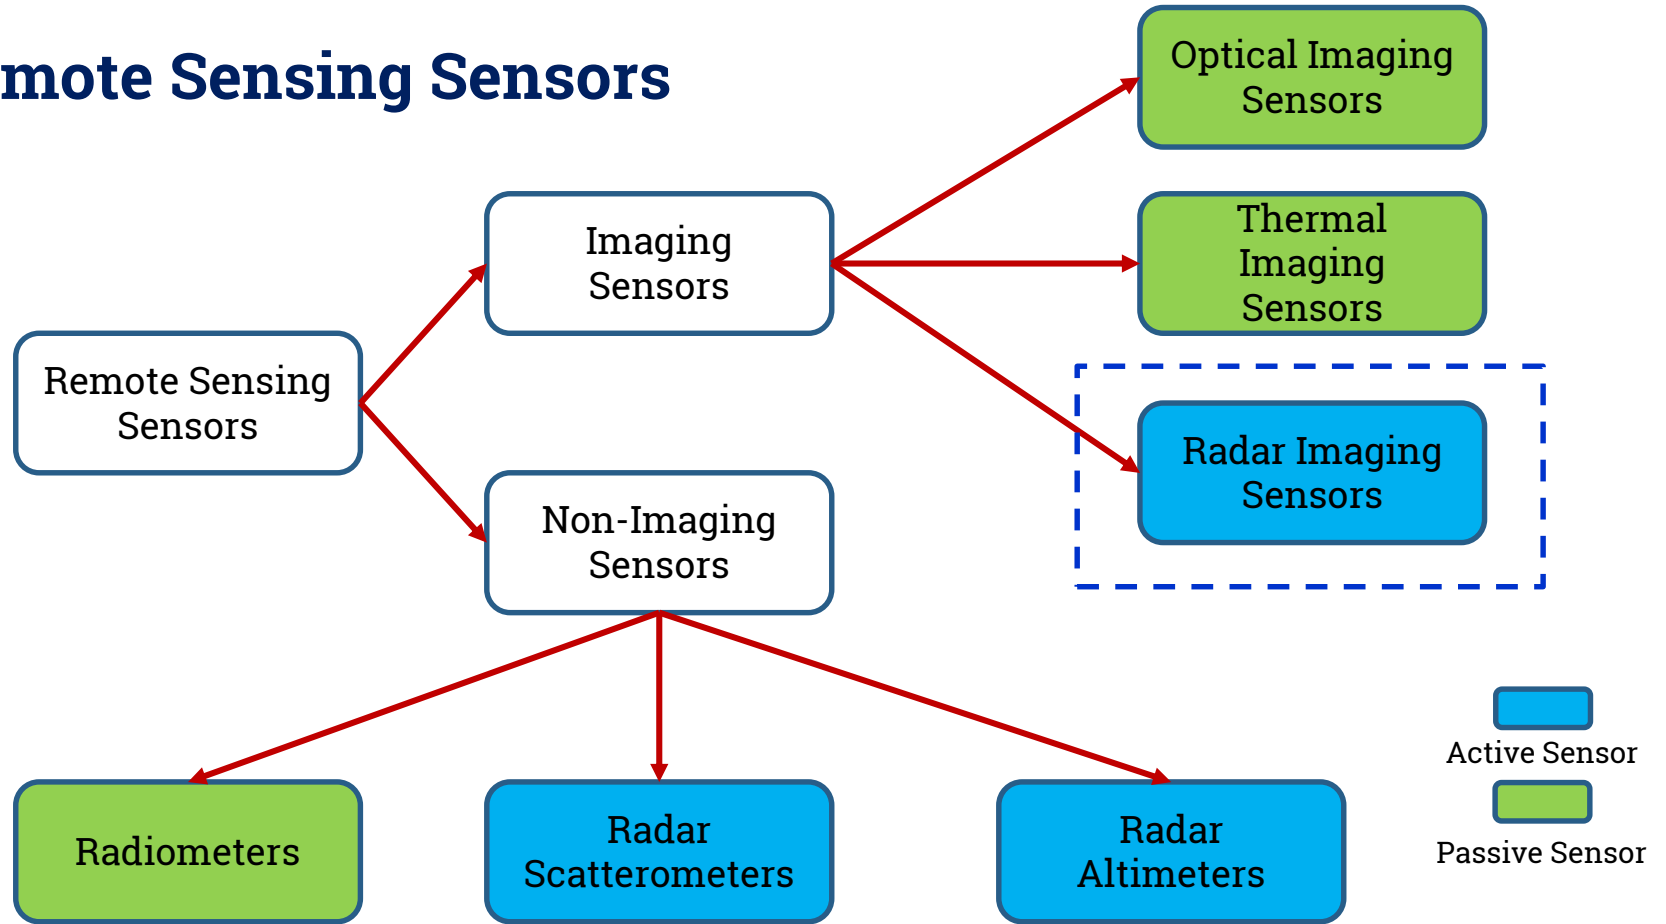 mote Sensing Sensors
Optical Imaging
Sensors
Imaging
Sensors
Thermal
Imaging
Sensors
Remote Sensing
Sensors
Radar Imaging
Sensors
Non-Imaging
Sensors
Active Sensor
Passive Sensor
Radiometers
Radar
Scatterometers
Radar
Altimeters